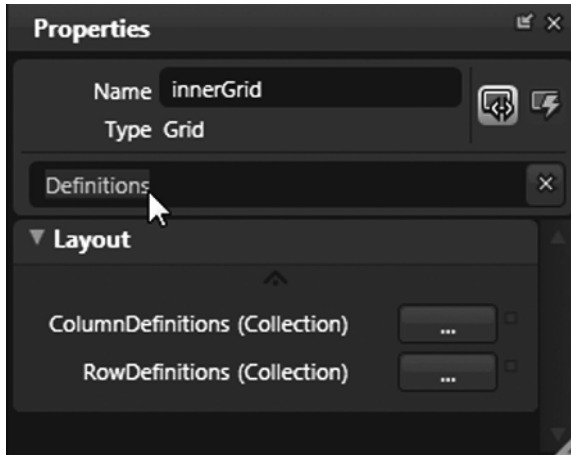 Properties
Name innerGrid
Type Grid
Definitions
Layout
ColumnDefinitions (Collection) ...
RowDefinitions (Collection) ...